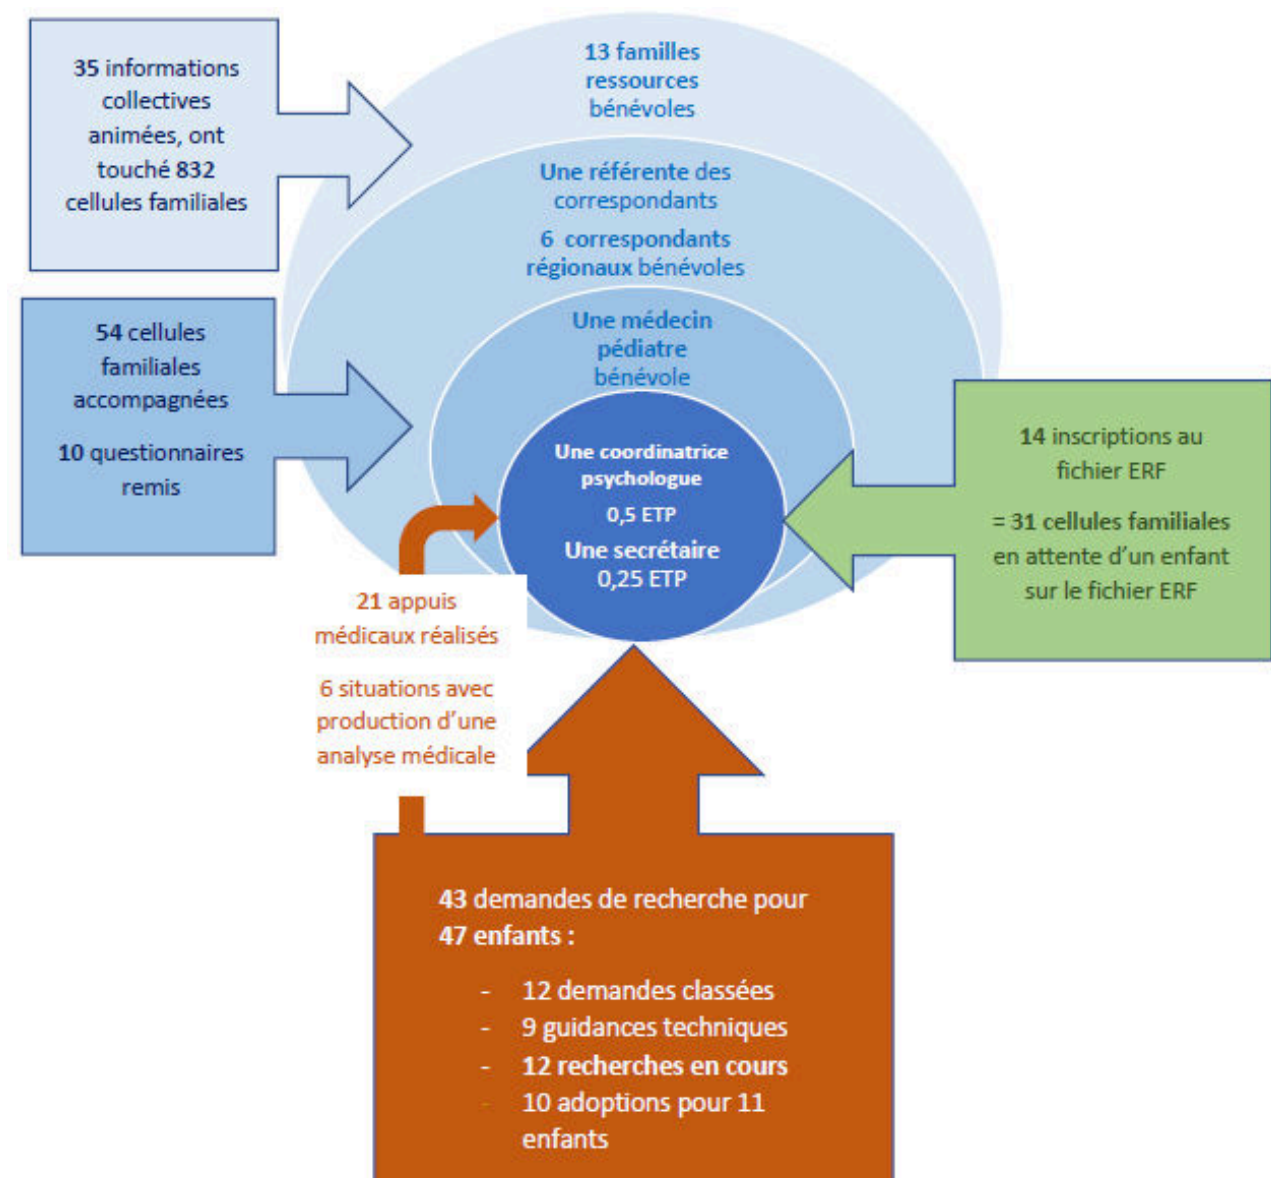 35 informations
collectives
animées, ont
touché 832
cellules familiales
13 familles
ressources
bénévoles
Une référente des
correspondants
6 correspondants
régionaux bénévoles
54 cellules
familiales
accompagnées
10 questionnaires
remis
Une médecin
pédiatre
bénévole
Une coordinatrice
psychologue
0,5 ETP
Une secrétaire
0,25 ETP
14 inscriptions au
fichier ERF
= 31 cellules familiales
en attente d’un enfant
sur le fichier ERF
21 appuis
médicaux réalisés
6 situations avec
production d’une
analyse médicale
43 demandes de recherche pour
47 enfants :
- 12 demandes classées
- 9 guidances techniques
- 12 recherches en cours
- 10 adoptions pour 11
enfants